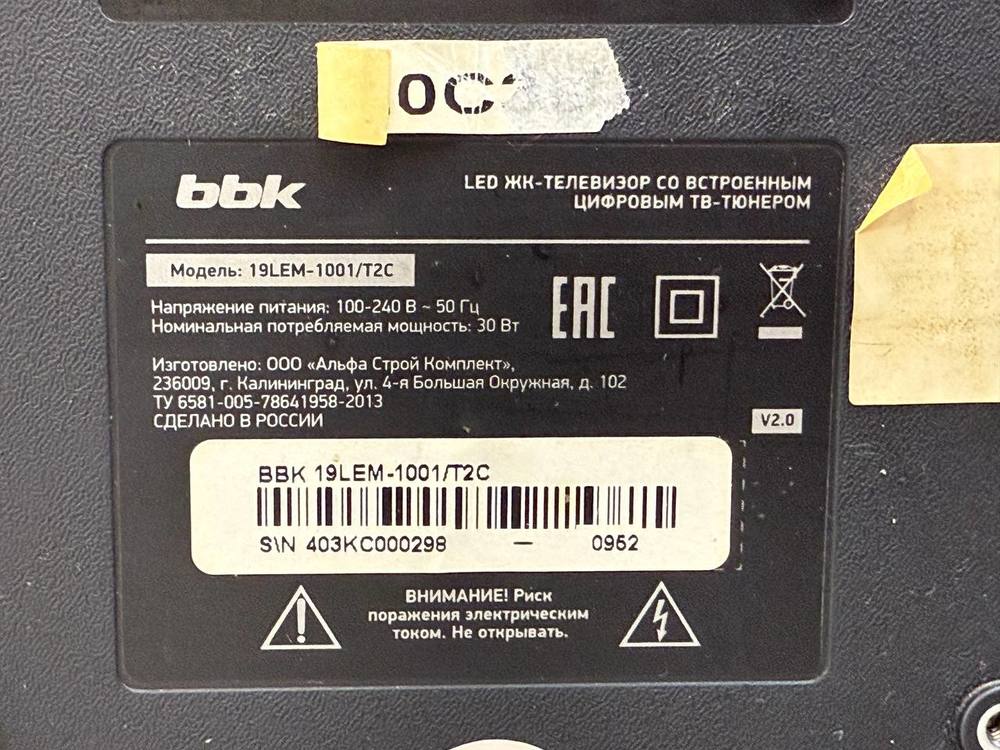 bbk
LED ЖК-ТЕЛЕВИЗОР СО ВСТРОЕННЫМ
ЦИФРОВЫМ ТВ-ТЮНЕРОМ
Модель: 19LEM-1001/T2C
Напряжение питания: 100-240 В ~ 50 Гц
Номинальная потребляемая мощность: 30 Вт
EAC
Изготовлено: ООО «Альфа Строй Комплект»,
236009, г. Калининград, ул. 4-я Большая Окружная, д. 102
ТУ 6581-005-78641958-2013
СДЕЛАНО В РОССИИ
V2.0
BBK 19LEM-1001/T2C
S\N 403KC000298 — 0952
ВНИМАНИЕ! Риск
поражения электрическим
током. Не открывать.